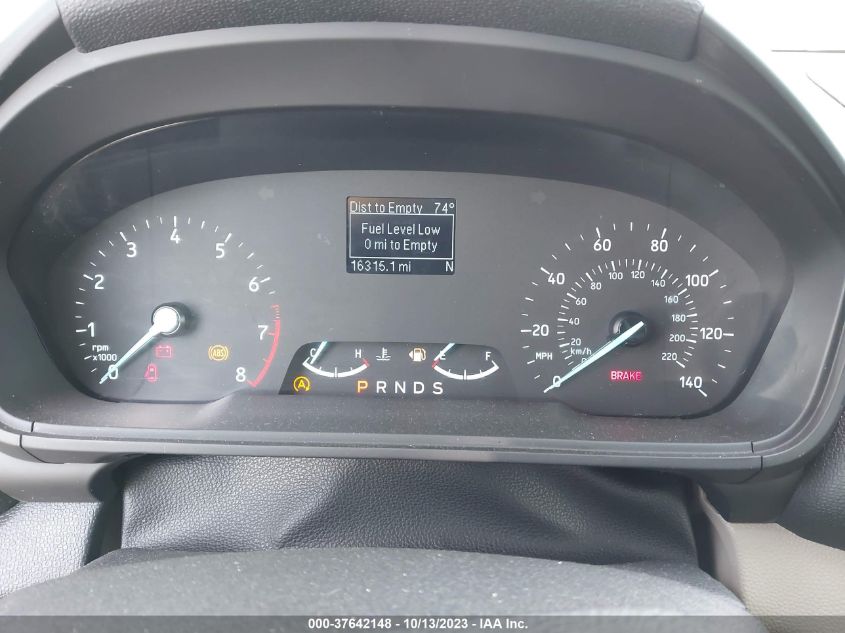 Dist to Empty 74°
Fuel Level Low
0 mi to Empty
16315.1 mi N
0 1 2 3 4 5 6 7 8
rpm
x1000
ABS
C H
E F
A
P R N D S
0 20 40 60 80 100 120 140
20 40 60 80 100 120 140 160 180 200 220
MPH
km/h
BRAKE
000-37642148 - 10/13/2023 - IAA Inc.